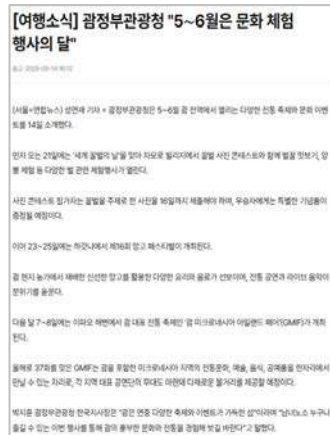 [여행소식] 괌정부관광청 "5~6월은 문화 체험
행사의 달"
(서울=연합뉴스) 성연재 기자 = 괌정부관광청은 5~6월 괌 전역에서 열리는 다양한 전통 축제와 문화 이벤
트를 14일 소개했다.
먼저 오는 21일에는 '세계 꿀벌의 날'을 맞아 차모로 빌리지에서 꿀벌 사진 콘테스트와 함께 벌꿀 맛보기, 양
봉 체험 등 다양한 벌 관련 체험행사가 열린다.
사진 콘테스트 참가자는 꿀벌을 주제로 한 사진을 16일까지 제출해야 하며, 우승자에게는 특별한 기념품이
증정될 예정이다.
이어 23~25일에는 하갓냐에서 제16회 망고 페스티벌이 개최된다.
괌 현지 농가에서 재배한 신선한 망고를 활용한 다양한 요리와 음료가 선보이며, 전통 공연과 라이브 음악이
분위기를 돋운다.
다음 달 7~8일에는 이파오 해변에서 괌 대표 전통 축제인 '괌 미크로네시아 아일랜드 페어'(GMIF)가 개최
된다.
올해로 37회를 맞은 GMIF는 괌을 포함한 미크로네시아 지역의 전통문화, 예술, 음식, 공예품을 한자리에서
만날 수 있는 자리로, 각 지역 대표 공연단의 무대도 마련돼 다채로운 볼거리를 제공할 예정이다.
박지훈 괌정부관광청 한국지사장은 "괌은 연중 다양한 축제와 이벤트가 가득한 섬"이라며 "남녀노소 누구나
즐길 수 있는 이번 행사를 통해 괌의 풍부한 문화와 전통을 경험해 보길 바란다"고 말했다.